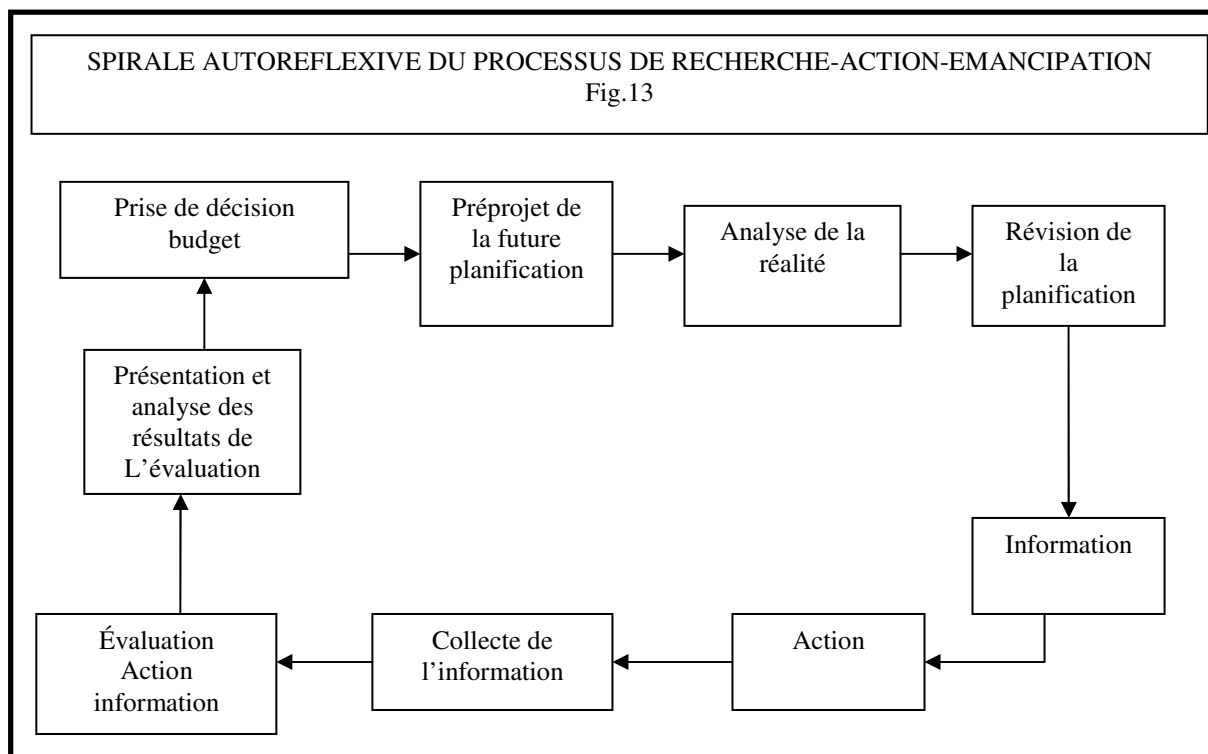 SPIRALE AUTOREFLEXIVE DU PROCESSUS DE RECHERCHE-ACTION-EMANCIPATION
Fig.13
Prise de décision
budget
Préprojet de
la future
planification
Analyse de la
réalité
Révision de
la
planification
Présentation et
analyse des
résultats de
L’évaluation
Information
Évaluation
Action
information
Collecte de
l’information
Action